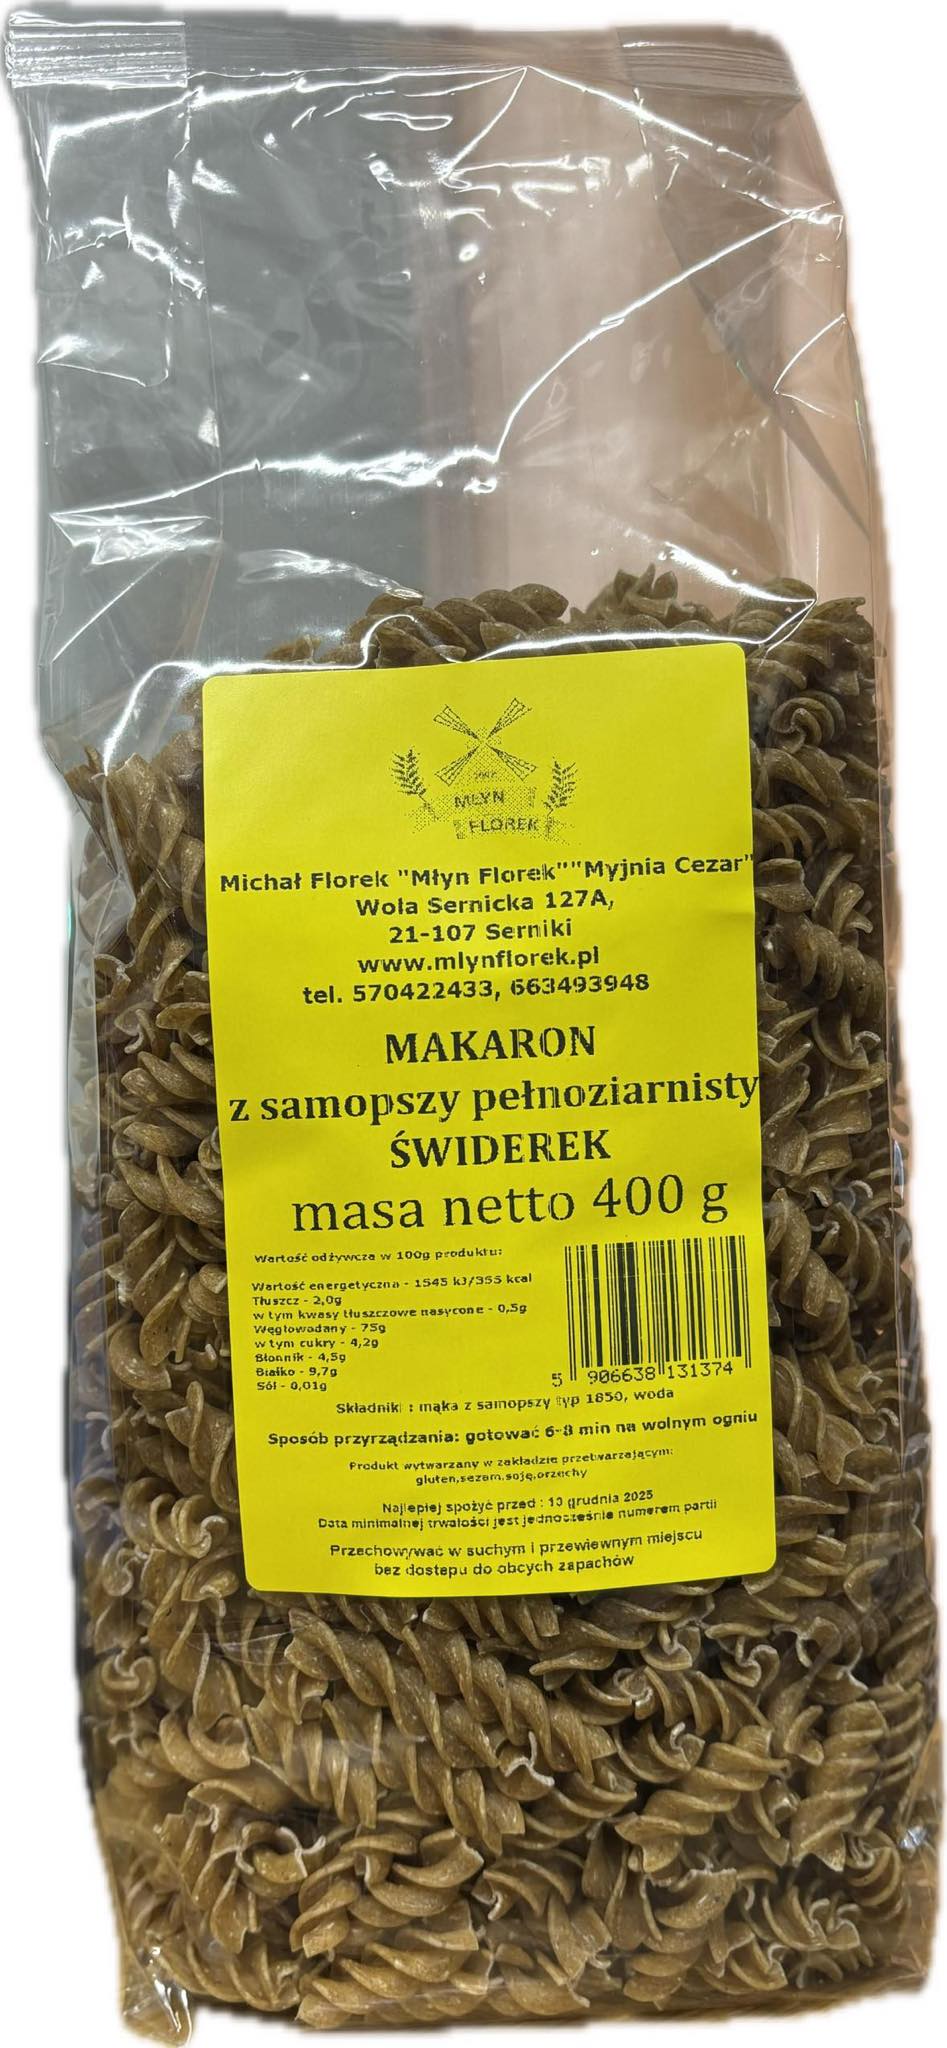 MŁYN
FLOREK
Michał Florek "Młyn Florek""Myjnia Cezar"
Wola Sernicka 127A,
21-107 Serniki
www.mlynflorek.pl
tel. 570422433, 663493948
MAKARON
z samopszy pełnoziarnisty
ŚWIDEREK
masa netto 400 g
Wartość odżywcza w 100g produktu:
Wartość energetyczna - 1545 kJ/355 kcal
Tłuszcz - 2,0g
w tym kwasy tłuszczowe nasycone - 0,5g
Węglowodany - 75g
w tym cukry - 4,2g
Błonnik - 4,5g
Białko - 9,7g
Sól - 0,01g
5 906638 131374
Składniki : mąka z samopszy typ 1850, woda
Sposób przyrządzania: gotować 6-8 min na wolnym ogniu
Produkt wytwarzany w zakładzie przetwarzającym:
gluten,sezam,soję,orzechy
Najlepiej spożyć przed : 10 grudnia 2025
Data minimalnej trwałości jest jednocześnie numerem partii
Przechowywać w suchym i przewiewnym miejscu
bez dostępu do obcych zapachów